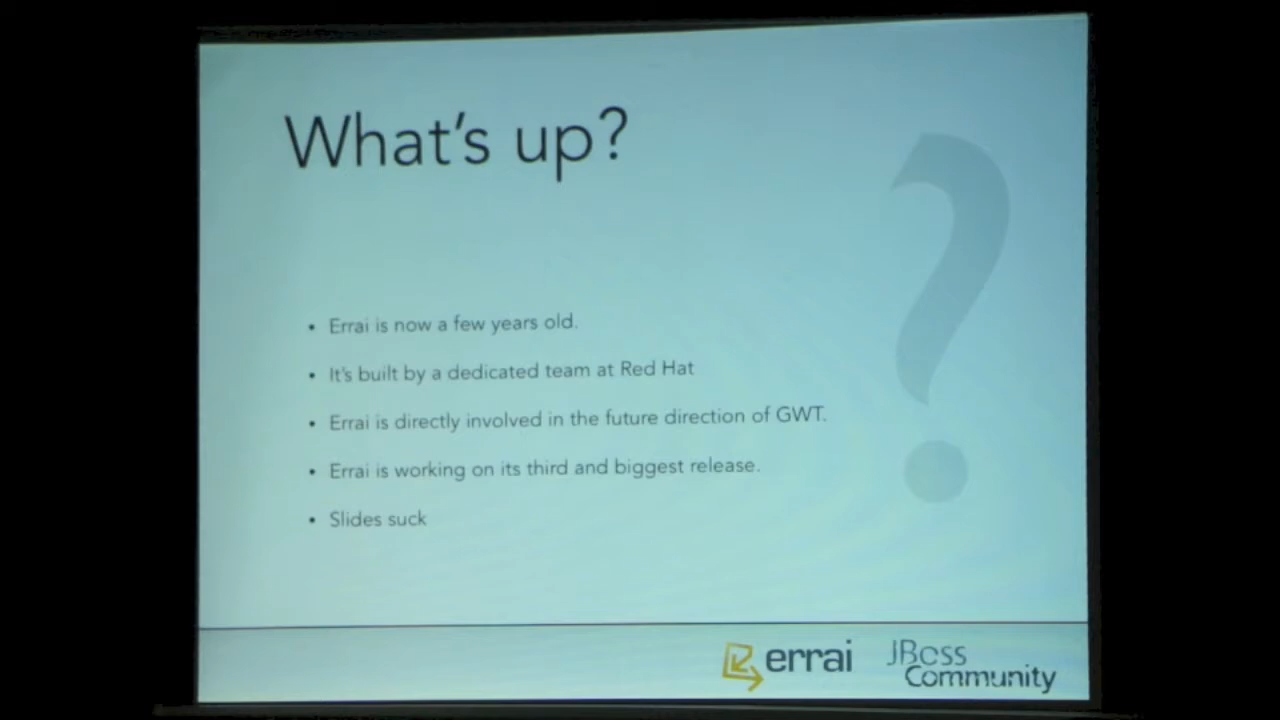 What's up?
• Errai is now a few years old.
• It's built by a dedicated team at Red Hat
• Errai is directly involved in the future direction of GWT.
• Errai is working on its third and biggest release.
• Slides suck
?
errai
JBoss
Community